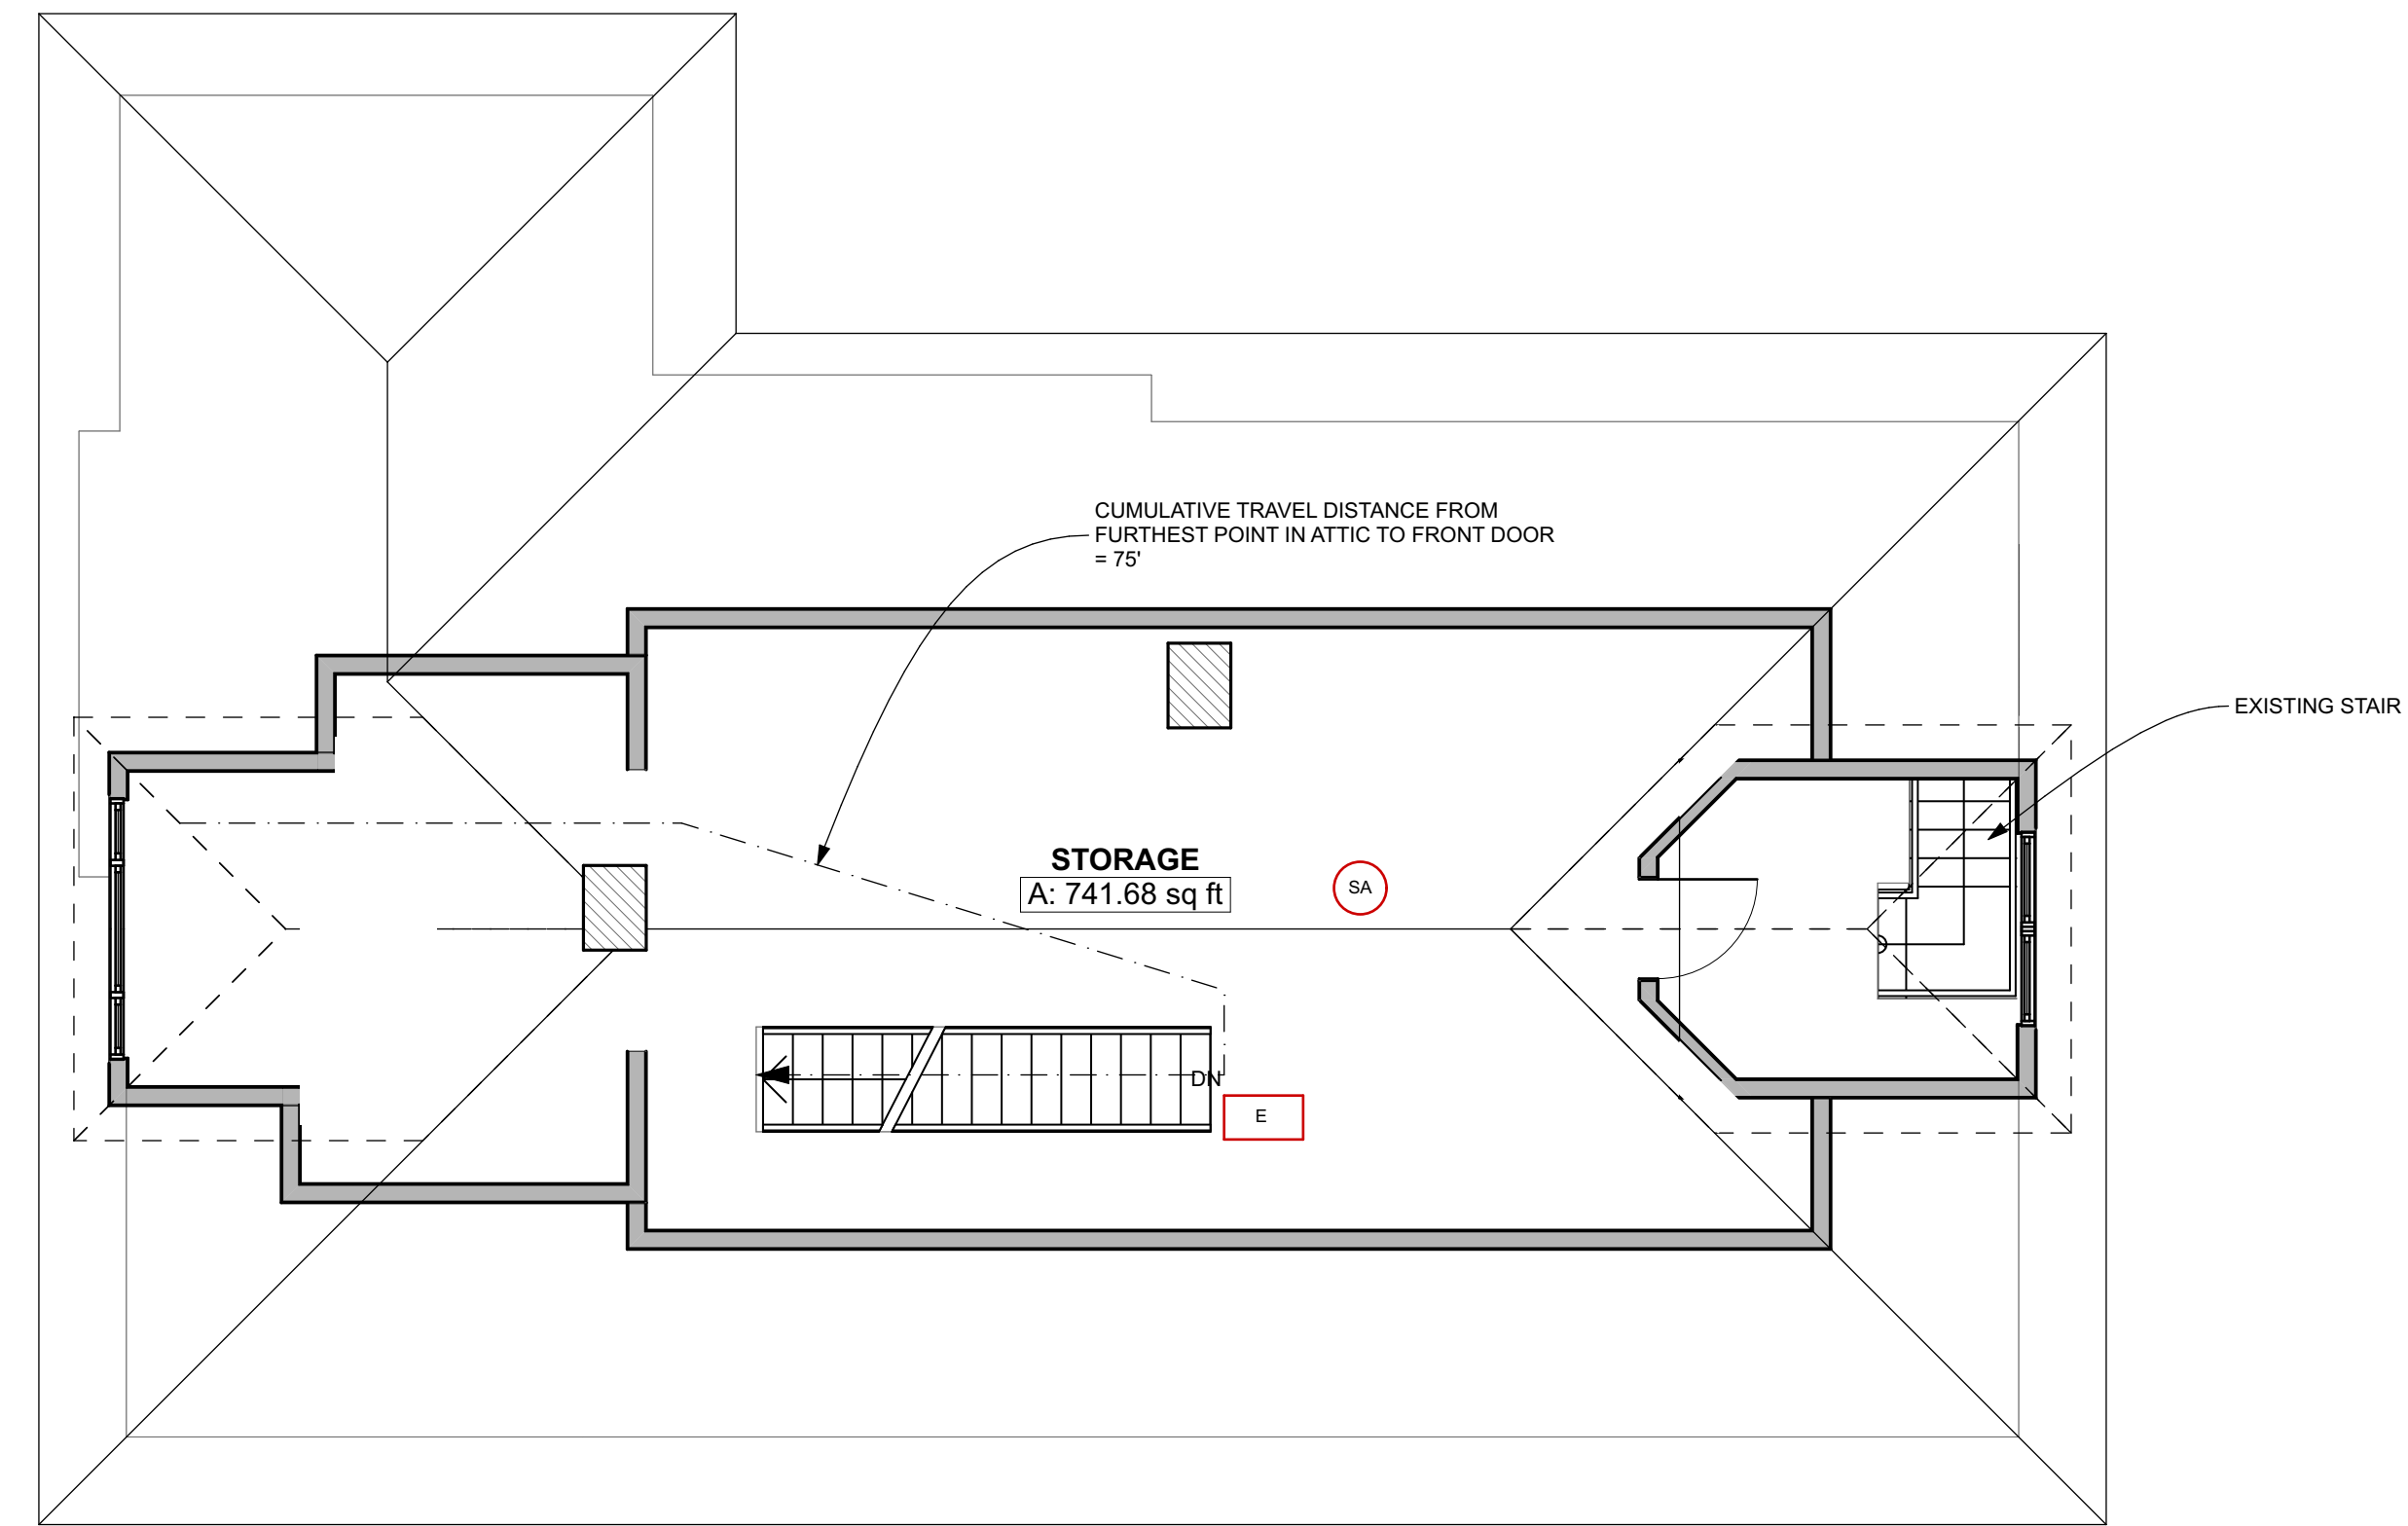 CUMULATIVE TRAVEL DISTANCE FROM
FURTHEST POINT IN ATTIC TO FRONT DOOR
= 75'
EXISTING STAIR
STORAGE
A: 741.68 sq ft
SA
DN
E